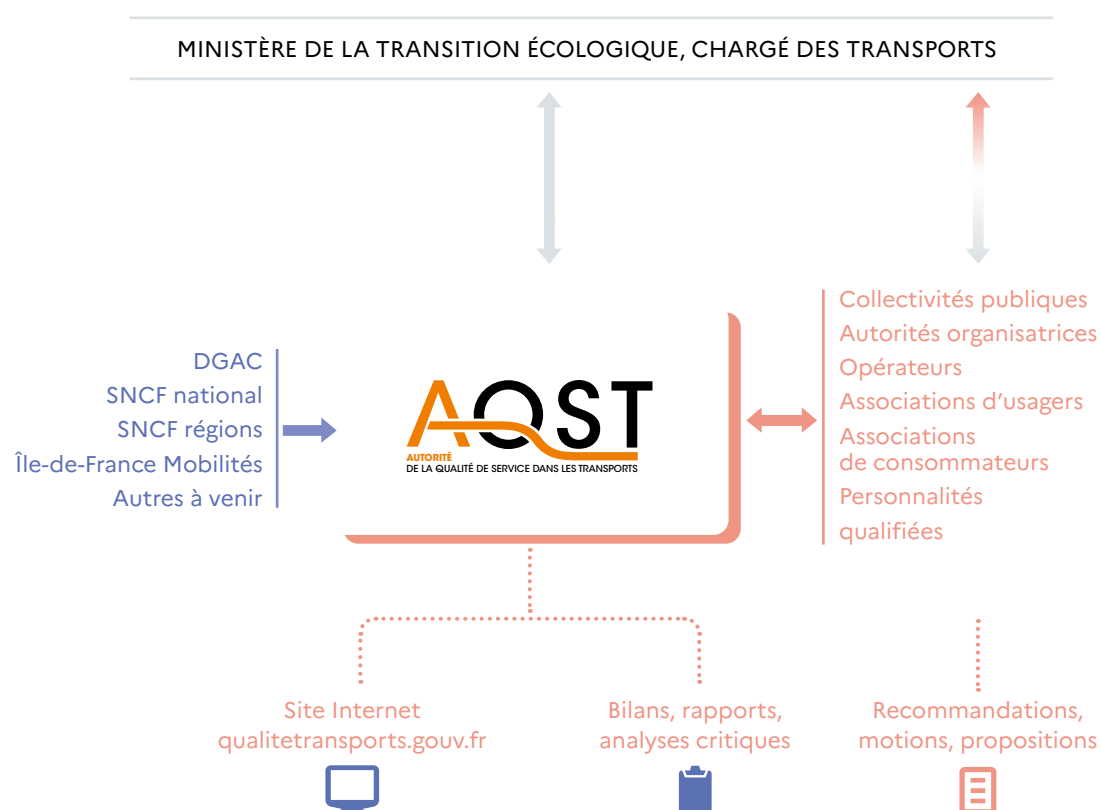 MINISTÈRE DE LA TRANSITION ÉCOLOGIQUE, CHARGÉ DES TRANSPORTS
DGAC
SNCF national
SNCF régions
Île-de-France Mobilités
Autres à venir
AQST
AUTORITÉ
DE LA QUALITÉ DE SERVICE DANS LES TRANSPORTS
Collectivités publiques
Autorités organisatrices
Opérateurs
Associations d'usagers
Associations
de consommateurs
Personnalités
qualifiées
Site Internet
qualitetransports.gouv.fr
Bilans, rapports,
analyses critiques
Recommandations,
motions, propositions